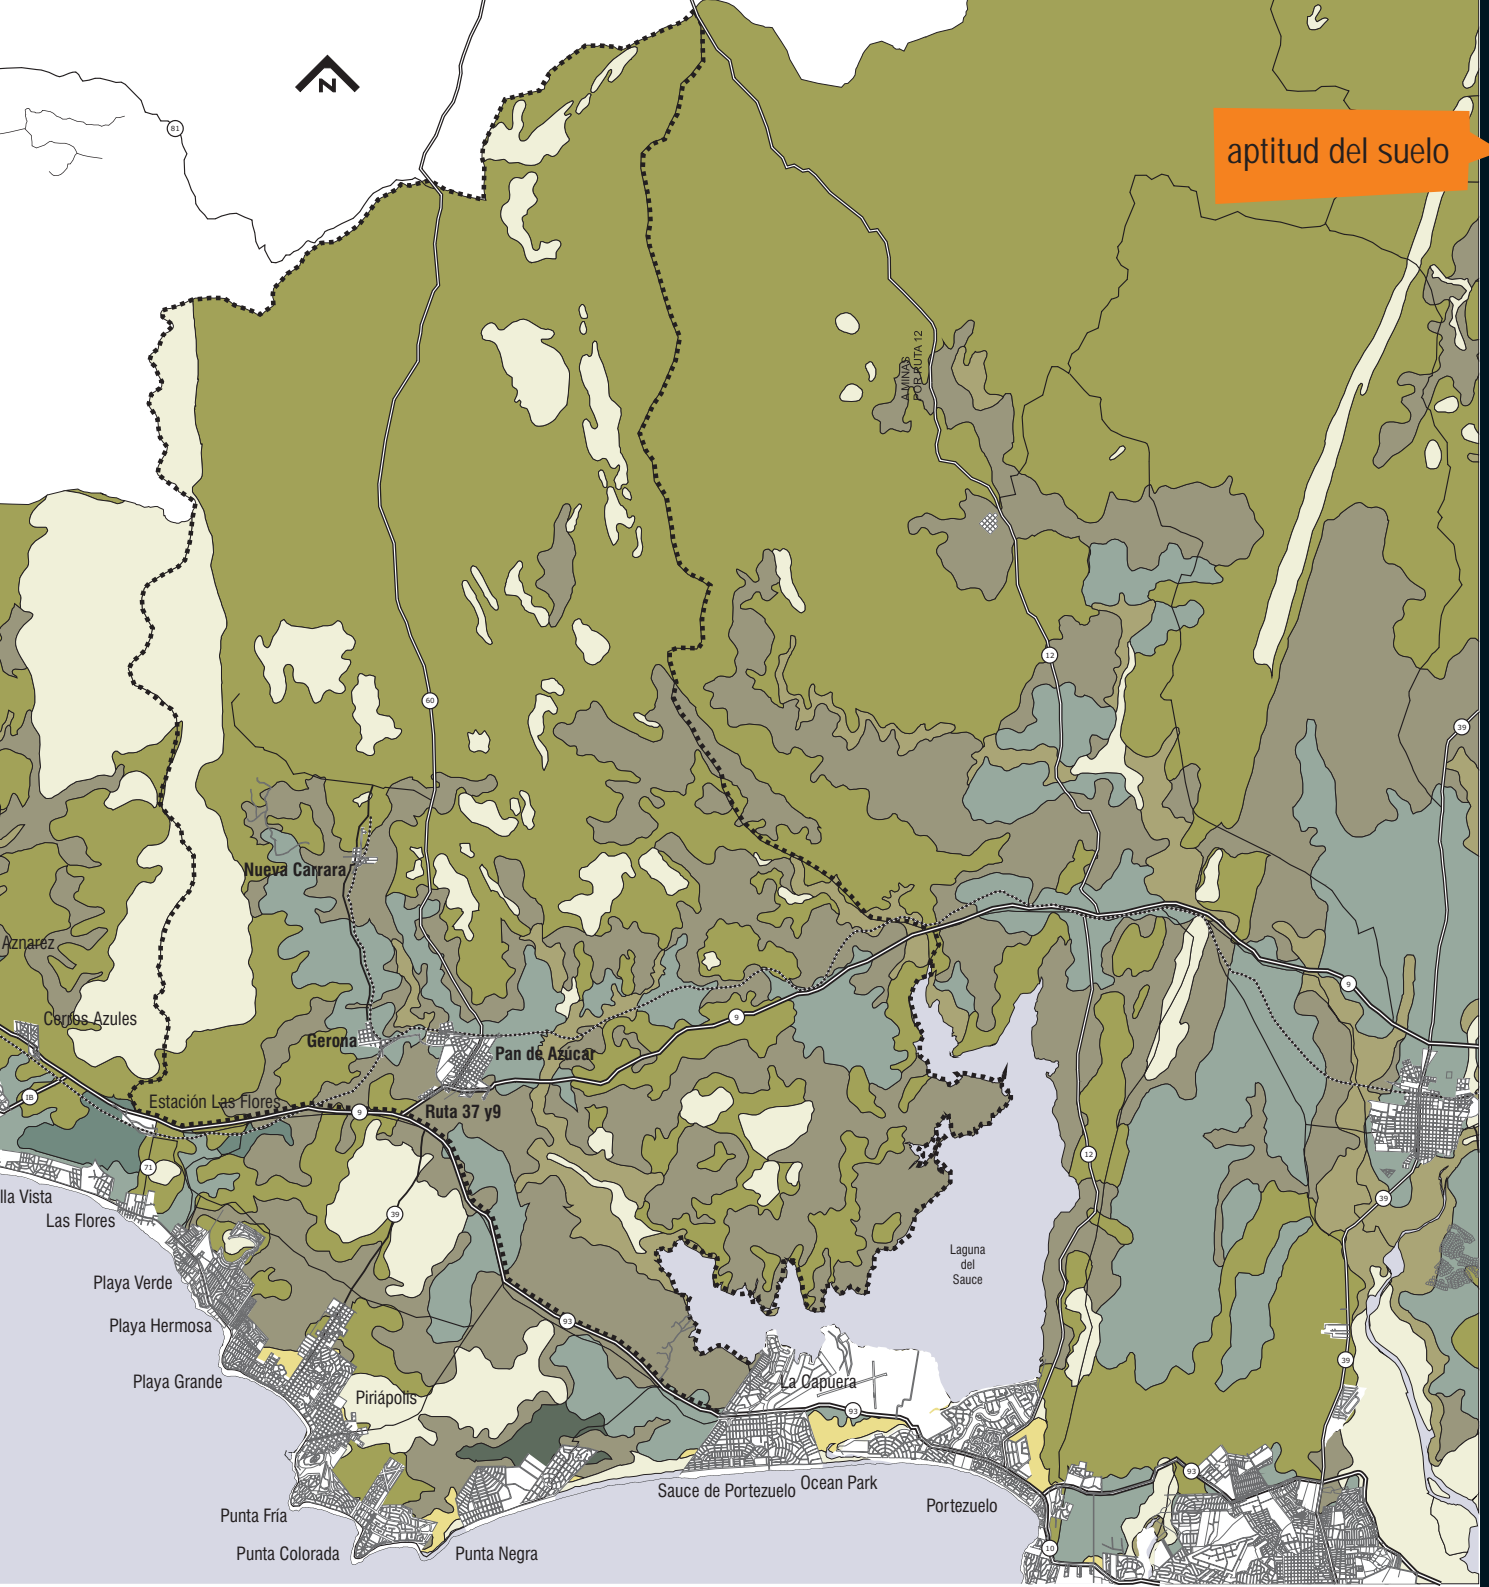 N
81
aptitud del suelo
A MINAS
POR RUTA 12
12
60
39
Nueva Carrara
Aznarez
9
Cerros Azules
9
Gerona
Pan de Azúcar
1B
Estación Las Flores
9
Ruta 37 y9
12
71
lla Vista
39
39
Las Flores
Laguna
del
Sauce
Playa Verde
93
Playa Hermosa
39
Playa Grande
La Capuera
Piriápolis
93
93
Sauce de Portezuelo
Ocean Park
Portezuelo
Punta Fría
10
Punta Colorada
Punta Negra